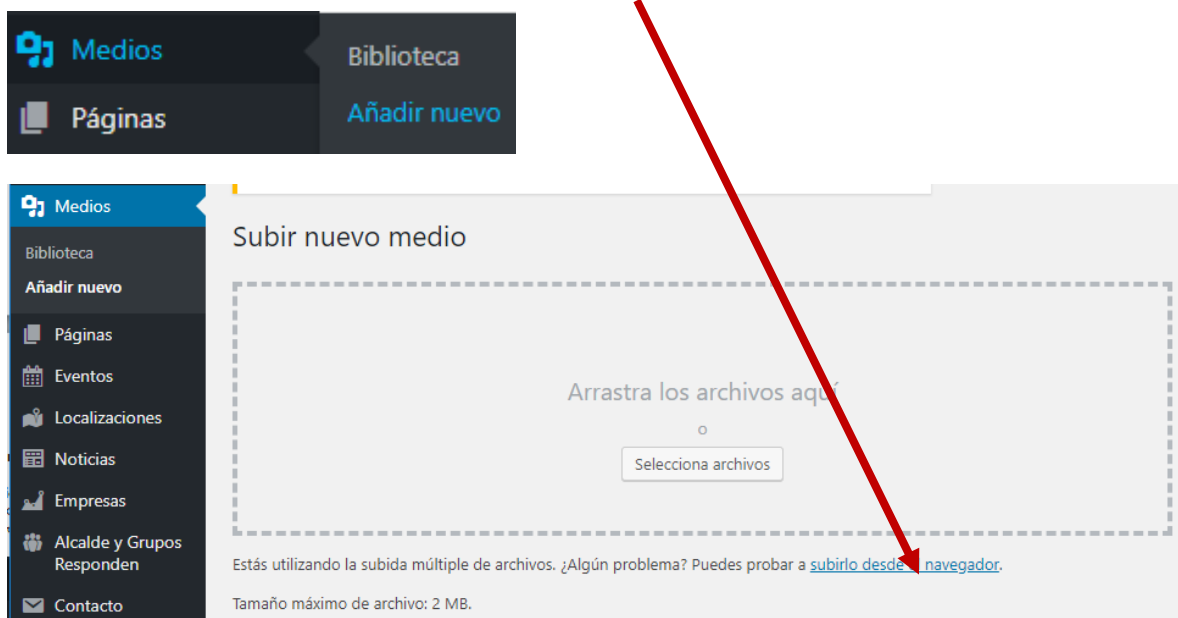 Medios
Biblioteca
Páginas
Añadir nuevo
Medios
Biblioteca
Añadir nuevo
Páginas
Eventos
Localizaciones
Noticias
Empresas
Alcalde y Grupos
Responden
Contacto
Subir nuevo medio
Arrastra los archivos aquí
o
Selecciona archivos
Estás utilizando la subida múltiple de archivos. ¿Algún problema? Puedes probar a subirlo desde el navegador.
Tamaño máximo de archivo: 2 MB.